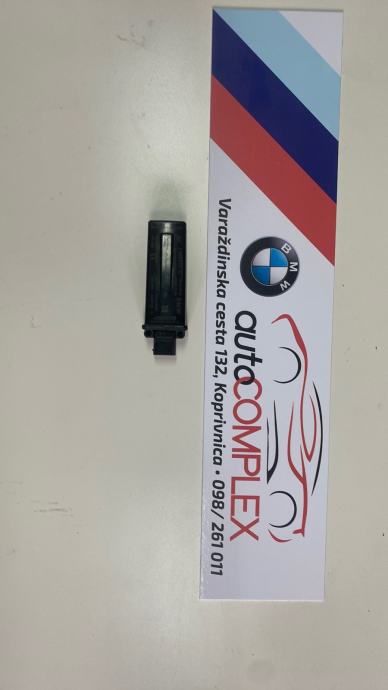 BMW
autoCOMPLEX
Varaždinska cesta 132, Koprivnica • 098/ 261 011